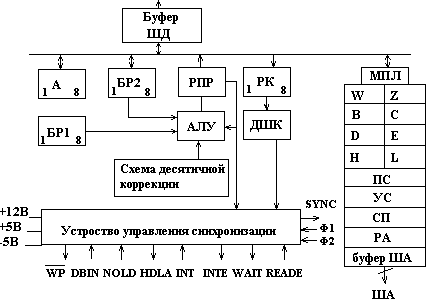 Буфер
ШД
А
1 8
БР2
1 8
РПР
РК
1 8
МПЛ
W Z
B C
D E
H L
ПС
УС
СП
РА
буфер ША
ША
БР1
1 8
АЛУ
ДШК
Схема десятичной
коррекции
+12В
+5В
-5В
Устроство управления синхронизации
SYNC
Ф1
Ф2
WP DBIN NOLD HDLA INT INTE WAIT READE